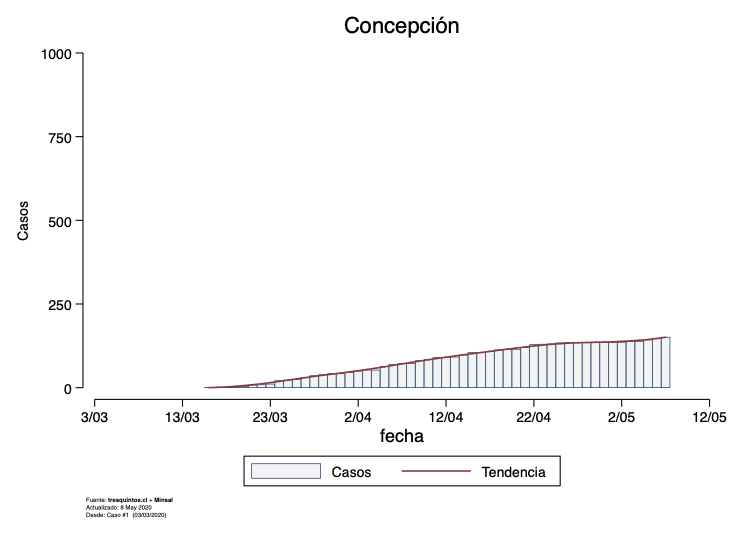 Concepción
1000
750
500
250
0
Casos
3/03 13/03 23/03 2/04 12/04 22/04 2/05 12/05
fecha
Casos Tendencia
Fuente: tresquintos.cl + Minsal
Actualizado: 8 May 2020
Desde: Caso #1 (03/03/2020)